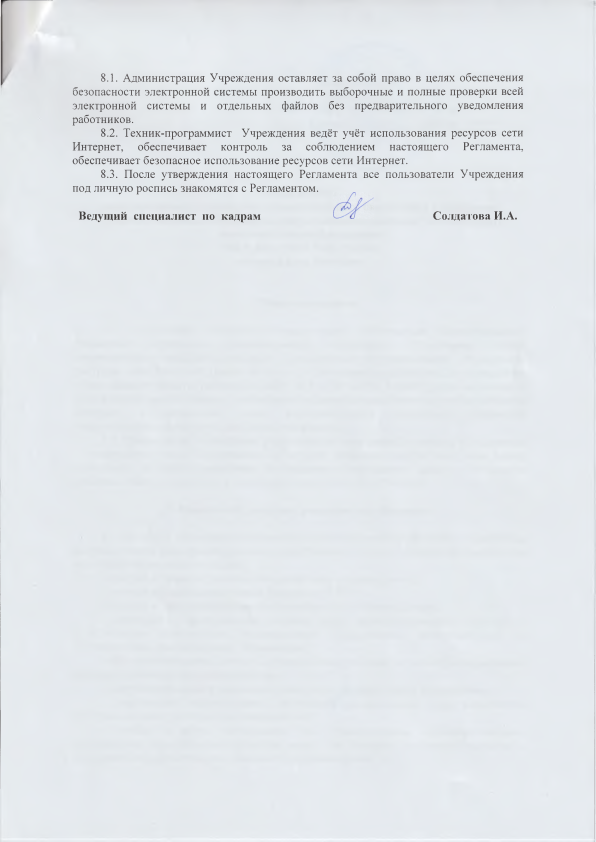 8.1. Администрация Учреждения оставляет за собой право в целях обеспечения
безопасности электронной системы производить выборочные и полные проверки всей
электронной системы и отдельных файлов без предварительного уведомления
работников.
8.2. Техник-программист Учреждения ведёт учёт использования ресурсов сети
Интернет, обеспечивает контроль за соблюдением настоящего Регламента,
обеспечивает безопасное использование ресурсов сети Интернет.
8.3. После утверждения настоящего Регламента все пользователи Учреждения
под личную роспись знакомятся с Регламентом.
Ведущий специалист по кадрам Солдатова И.А.